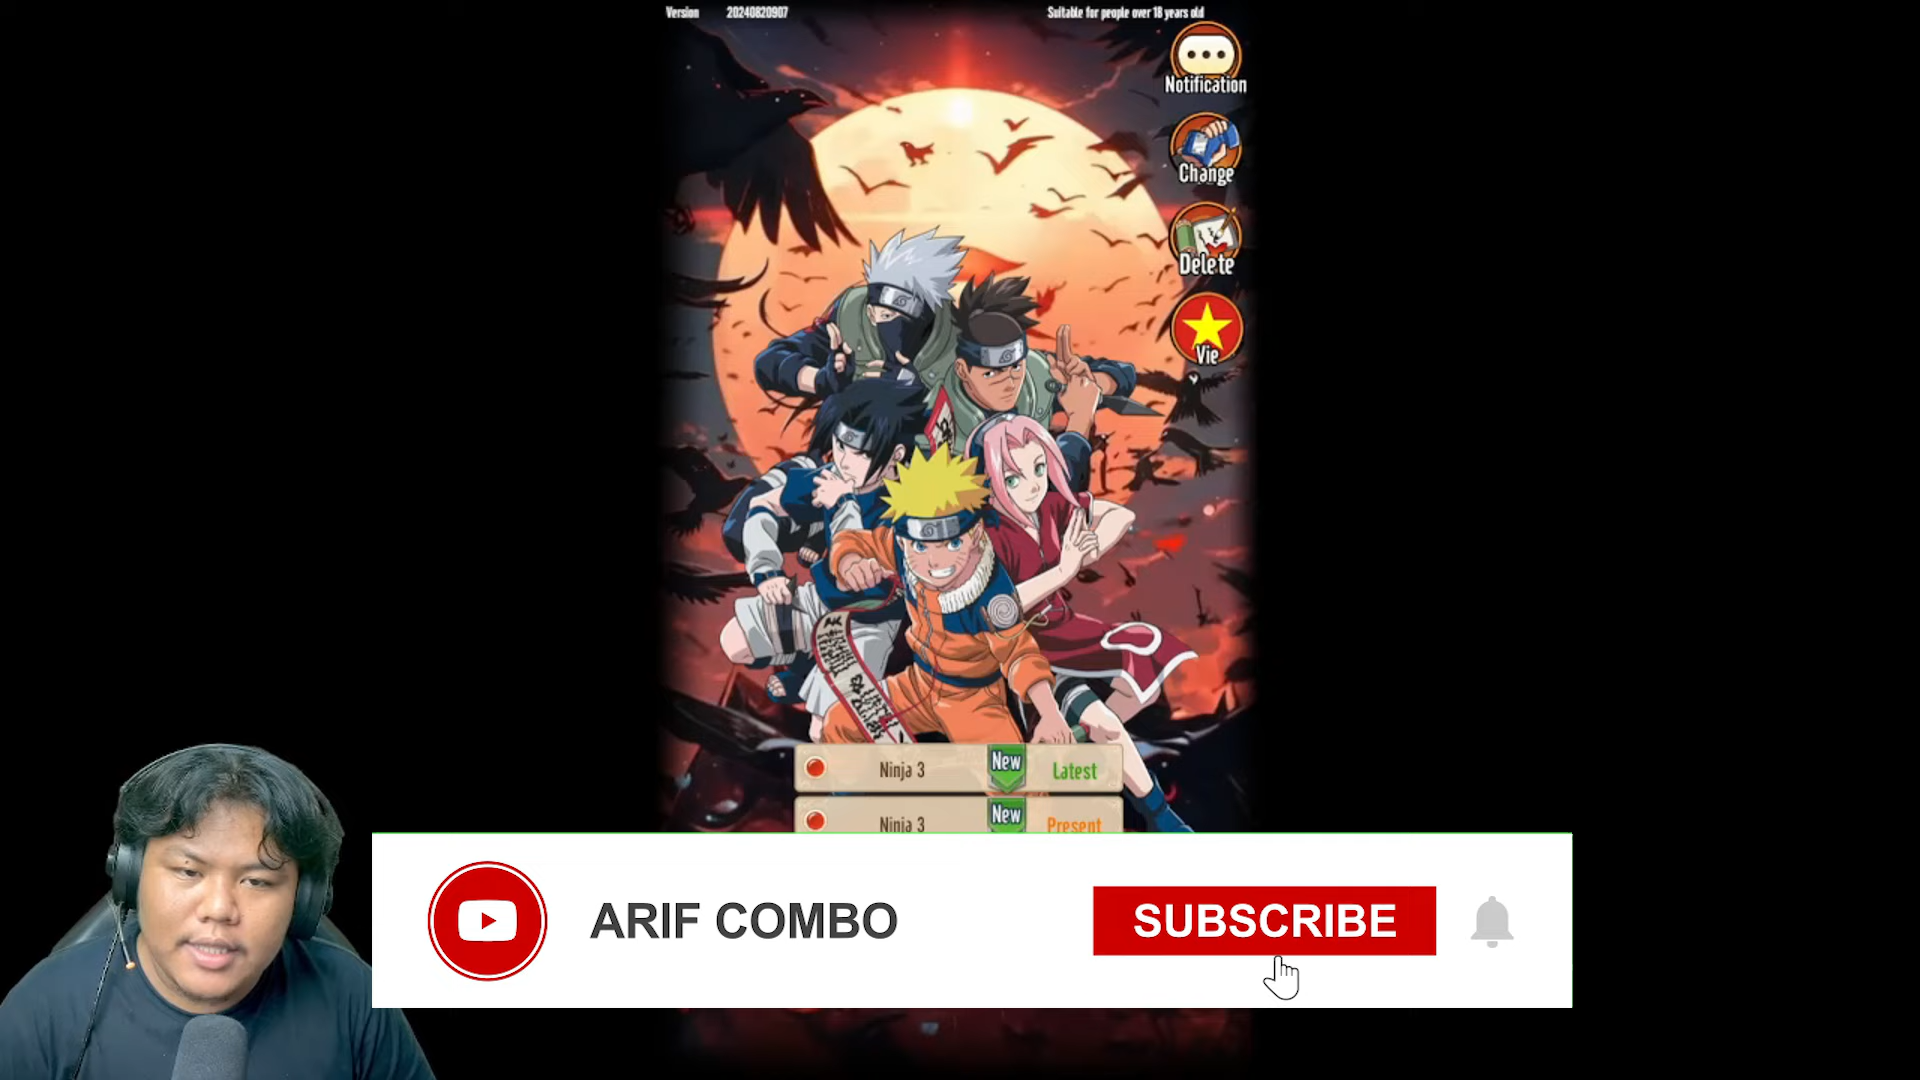 Version 20240820907
Suitable for people over 18 years old
Notification
Change
Delete
Vie
Ninja 3 New Latest
Ninja 3 New Present
ARIF COMBO
SUBSCRIBE